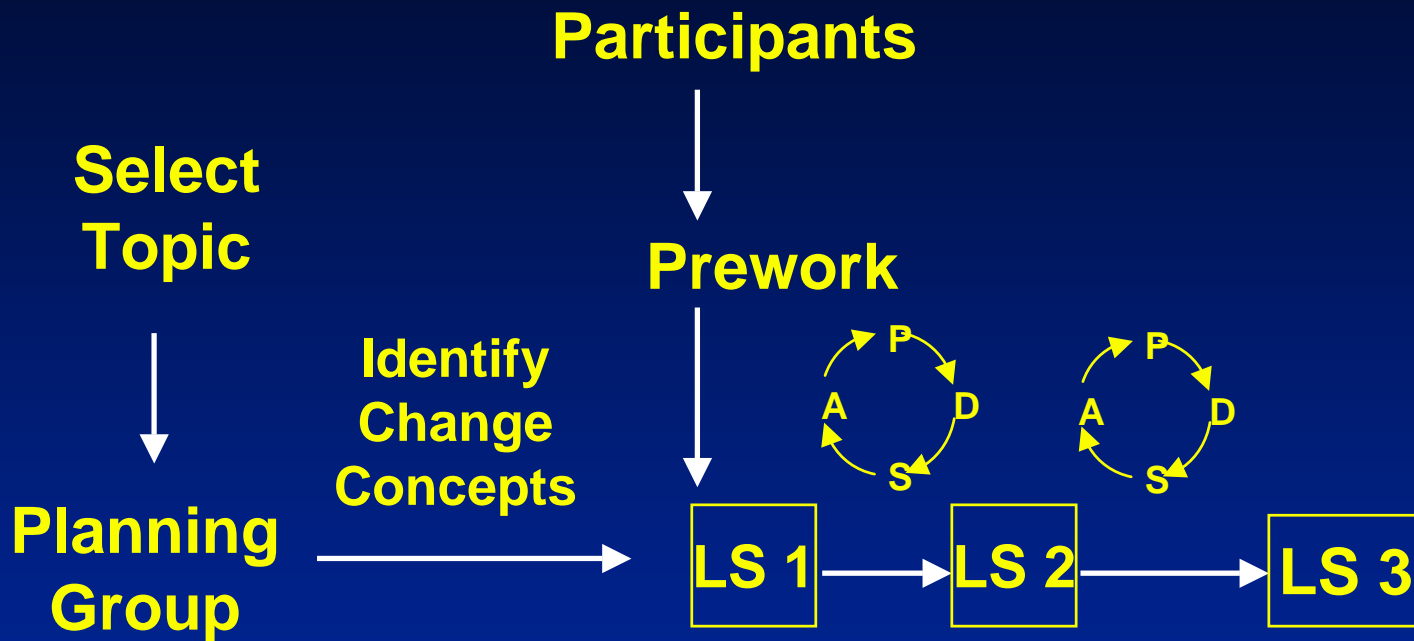 Participants
Select
Topic
Prework
Identify
Change
Concepts
P
A
D
S
P
A
D
S
Planning
Group
LS 1
LS 2
LS 3